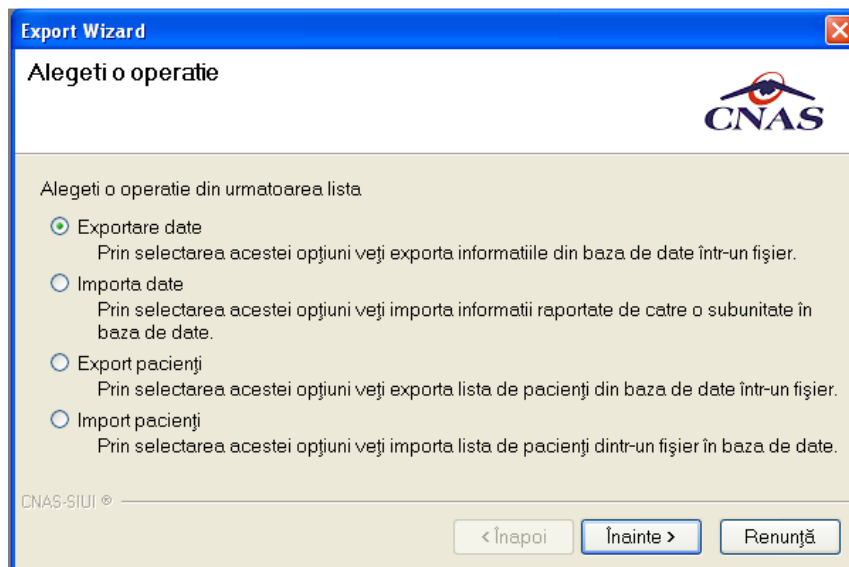 Export Wizard
Alegeti o operatie
CNAS
Alegeti o operatie din urmatoarea lista
Exportare date
Prin selectarea acestei opţiuni veţi exporta informatiile din baza de date într-un fişier.
Importa date
Prin selectarea acestei opţiuni veţi importa informatii raportate de catre o subunitate în
baza de date.
Export pacienţi
Prin selectarea acestei opţiuni veţi exporta lista de pacienţi din baza de date într-un fişier.
Import pacienţi
Prin selectarea acestei opţiuni veţi importa lista de pacienţi dintr-un fişier în baza de date.
CNAS-SIUI ®
< Înapoi Înainte > Renunţă